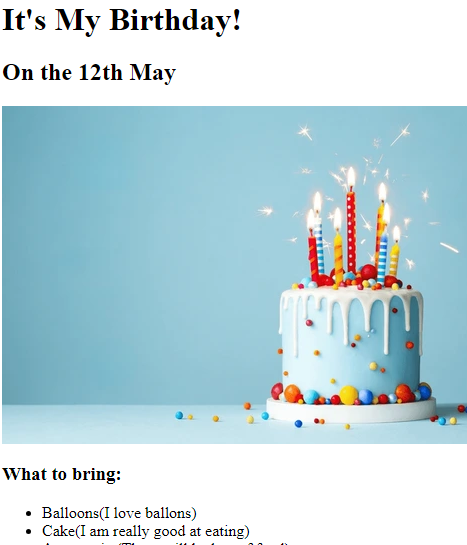 It's My Birthday!
On the 12th May
What to bring:
Balloons(I love ballons)
Cake(I am really good at eating)